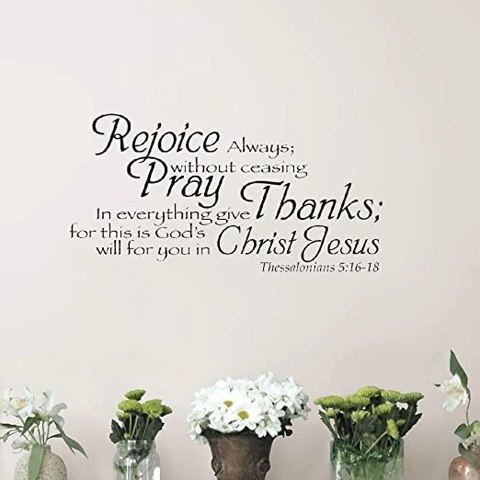 Rejoice Always;
without ceasing
Pray
In everything give Thanks;
for this is God's
will for you in Christ Jesus
Thessalonians 5:16-18